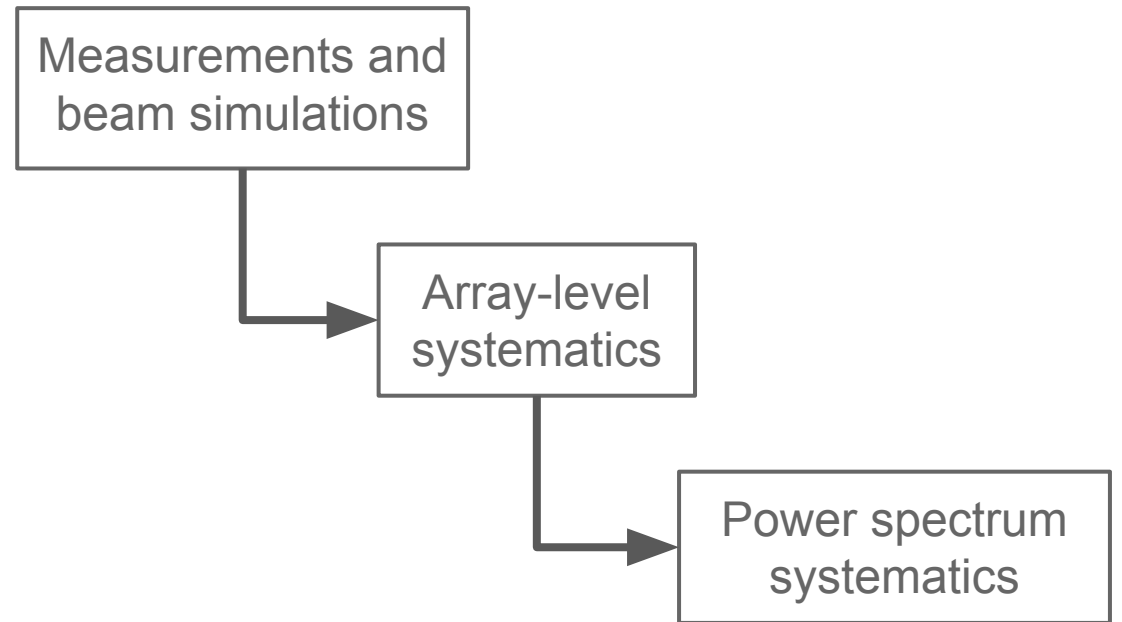 Measurements and
beam simulations
Array-level
systematics
Power spectrum
systematics